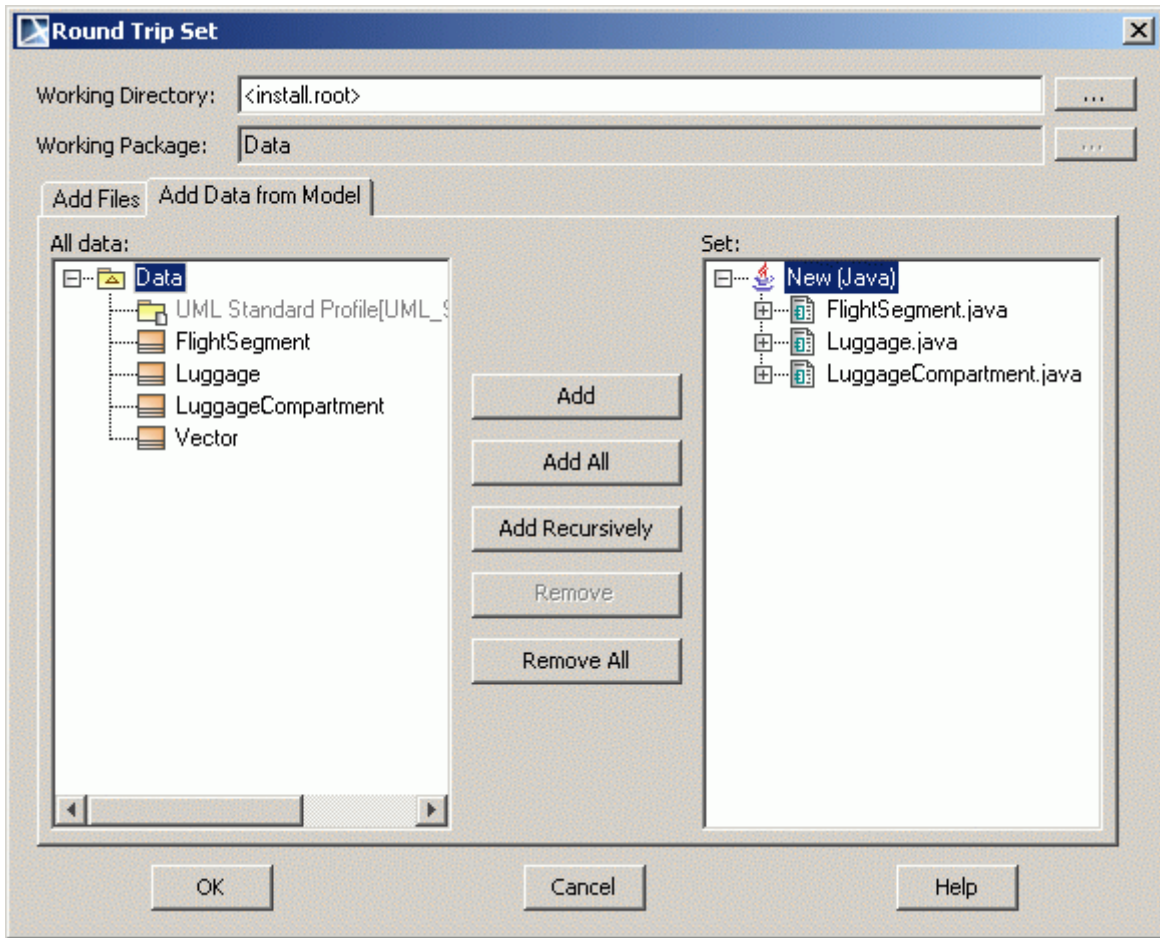 Round Trip Set
Working Directory: <install.root> ...
Working Package: Data ...
Add Files Add Data from Model
All data:
Data
UML Standard Profile[UML_
FlightSegment
Luggage
LuggageCompartment
Vector
Add
Add All
Add Recursively
Remove
Remove All
Set:
New (Java)
FlightSegment.java
Luggage.java
LuggageCompartment.java
OK Cancel Help